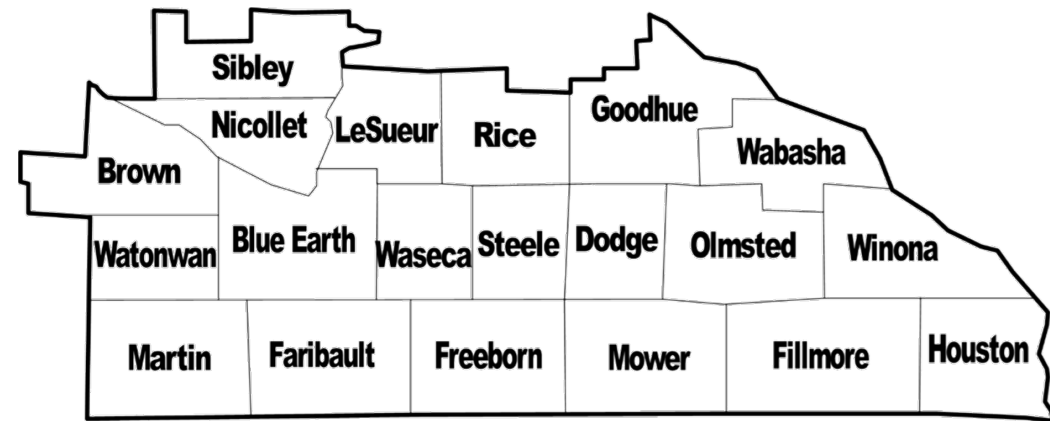 Sibley
Nicollet
LeSueur
Rice
Goodhue
Wabasha
Brown
Watonwan
Blue Earth
Waseca
Steele
Dodge
Olmsted
Winona
Martin
Faribault
Freeborn
Mower
Fillmore
Houston